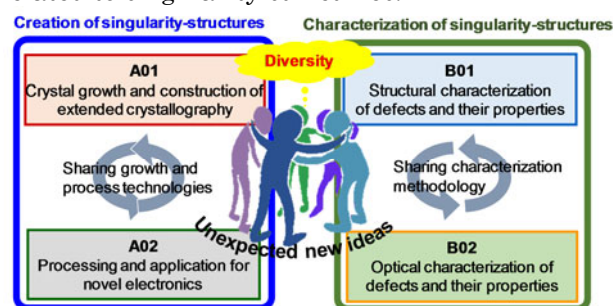 Creation of singularity-structures
Characterization of singularity-structures
Diversity
A01
Crystal growth and construction of
extended crystallography
B01
Structural characterization
of defects and their properties
Sharing growth and
process technologies
Sharing characterization
methodology
Unexpected new ideas
A02
Processing and application for
novel electronics
B02
Optical characterization of
defects and their properties